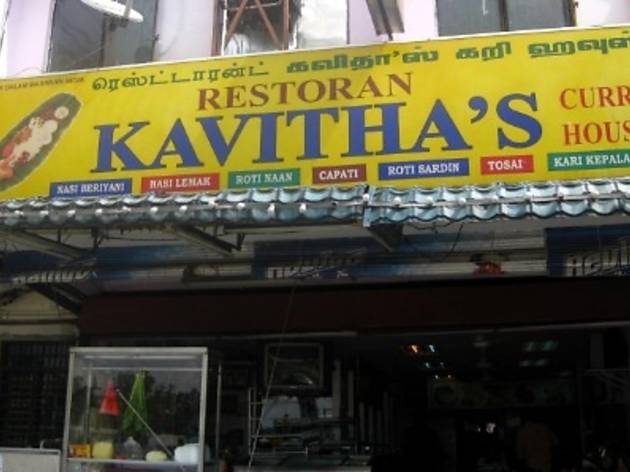 ரெஸ்ட்டாரன்ட் கவிதா'ஸ் கறி ஹவுஸ்
RESTORAN
KAVITHA'S
CURR
HOUS
NASI BERIYANI NASI LEMAK ROTI NAAN CAPATI ROTI SARDIN TOSAI KARI KEPALA